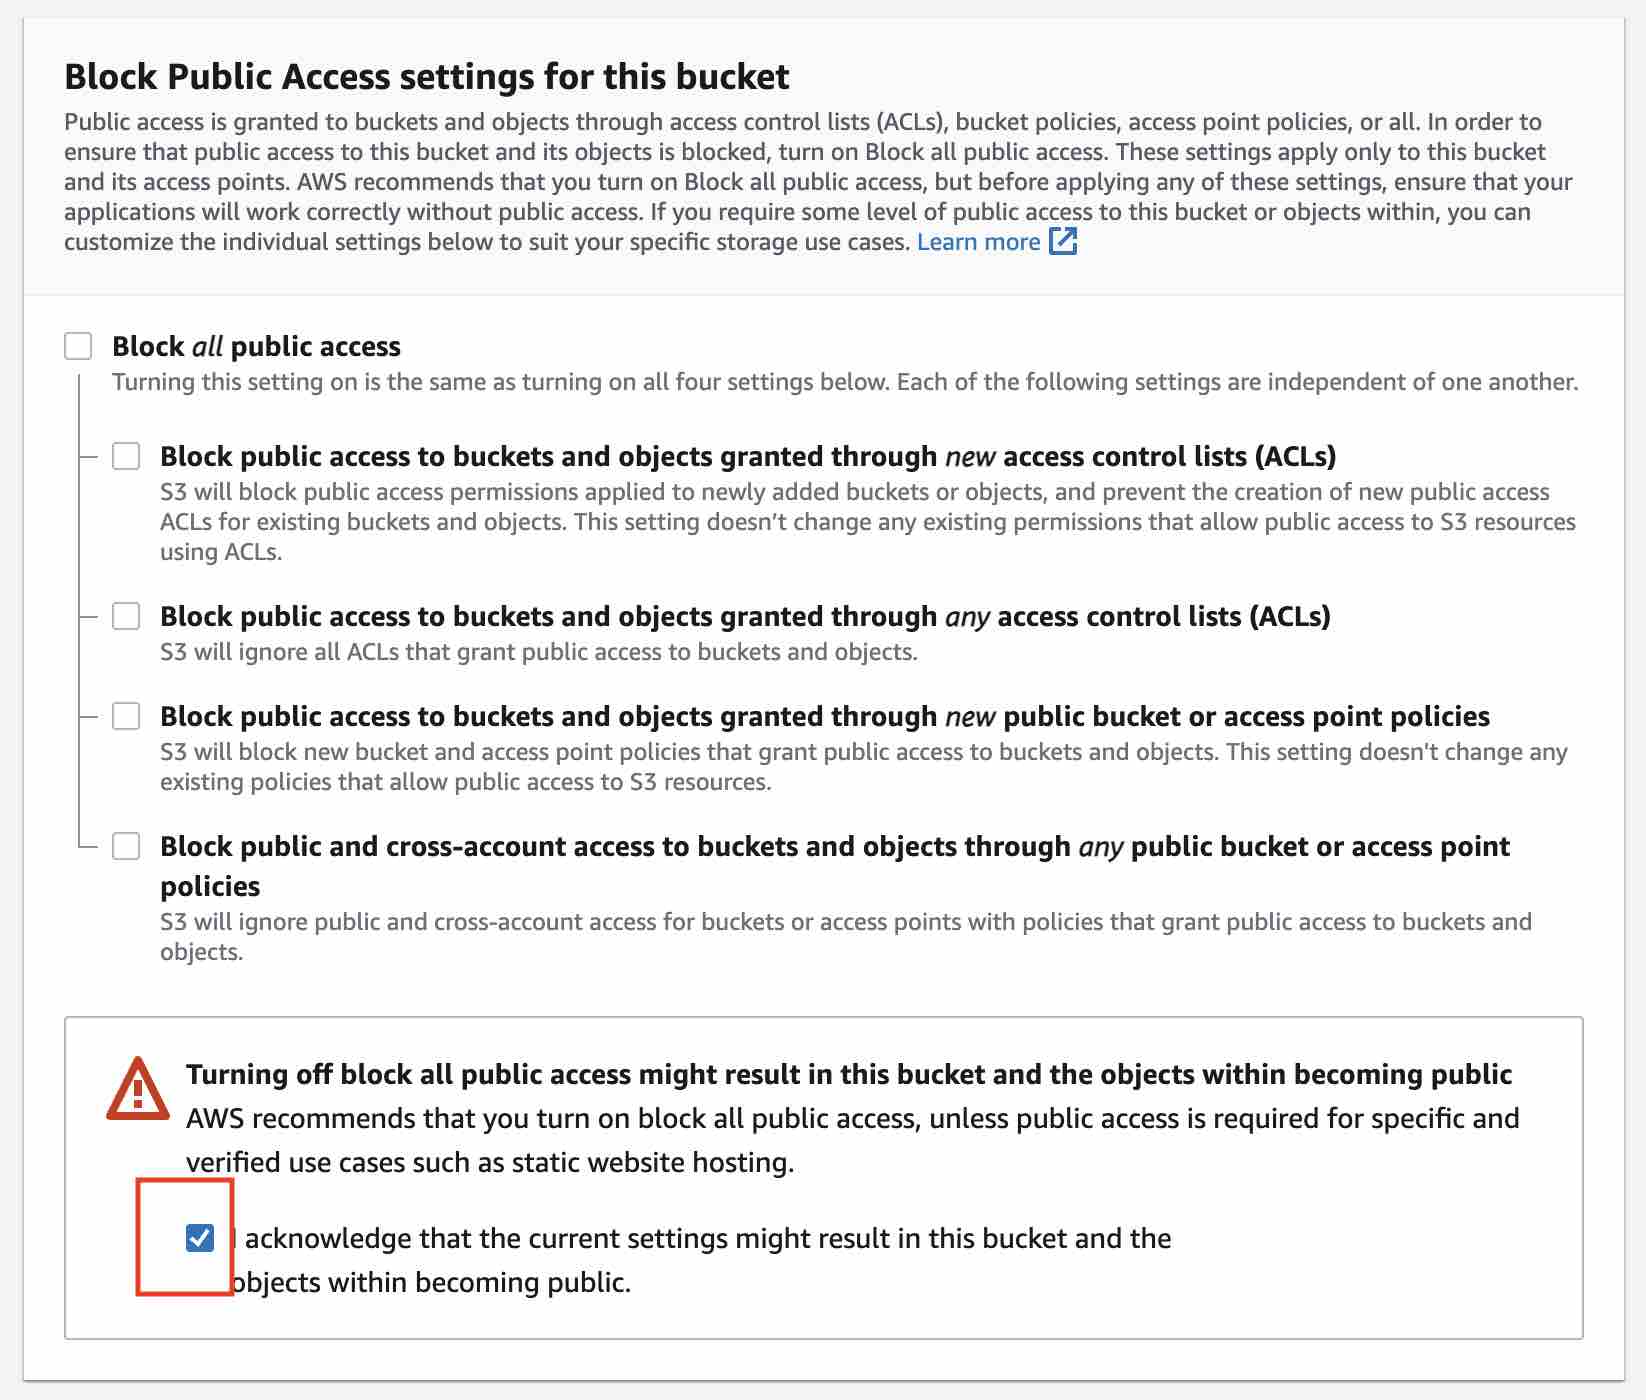 Block Public Access settings for this bucket
Public access is granted to buckets and objects through access control lists (ACLs), bucket policies, access point policies, or all. In order to
ensure that public access to this bucket and its objects is blocked, turn on Block all public access. These settings apply only to this bucket
and its access points. AWS recommends that you turn on Block all public access, but before applying any of these settings, ensure that your
applications will work correctly without public access. If you require some level of public access to this bucket or objects within, you can
customize the individual settings below to suit your specific storage use cases. Learn more
Block all public access
Turning this setting on is the same as turning on all four settings below. Each of the following settings are independent of one another.
Block public access to buckets and objects granted through new access control lists (ACLs)
S3 will block public access permissions applied to newly added buckets or objects, and prevent the creation of new public access
ACLs for existing buckets and objects. This setting doesn’t change any existing permissions that allow public access to S3 resources
using ACLs.
Block public access to buckets and objects granted through any access control lists (ACLs)
S3 will ignore all ACLs that grant public access to buckets and objects.
Block public access to buckets and objects granted through new public bucket or access point policies
S3 will block new bucket and access point policies that grant public access to buckets and objects. This setting doesn't change any
existing policies that allow public access to S3 resources.
Block public and cross-account access to buckets and objects through any public bucket or access point
policies
S3 will ignore public and cross-account access for buckets or access points with policies that grant public access to buckets and
objects.
Turning off block all public access might result in this bucket and the objects within becoming public
AWS recommends that you turn on block all public access, unless public access is required for specific and
verified use cases such as static website hosting.
I acknowledge that the current settings might result in this bucket and the
objects within becoming public.